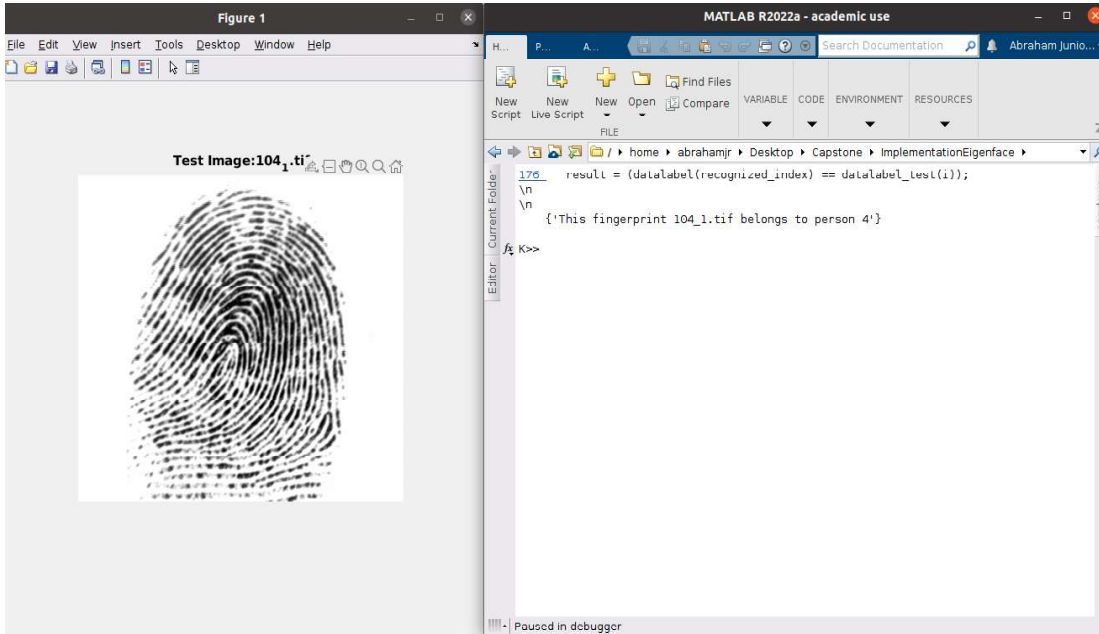 Figure 1
File Edit View Insert Tools Desktop Window Help
Test Image:104₁.tif
MATLAB R2022a - academic use
H... P... A... Search Documentation Abraham Junio...
New Script
New Live Script
New
Open
Find Files
Compare
FILE
VARIABLE CODE ENVIRONMENT RESOURCES
/ home abrahamjr Desktop Capstone ImplementationEigenface
Current Folder
Editor
176 result = (datalabel(recognized_index) == datalabel_test(i));
\n
\n
{'This fingerprint 104_1.tif belongs to person 4'}
fx K>>
Paused in debugger